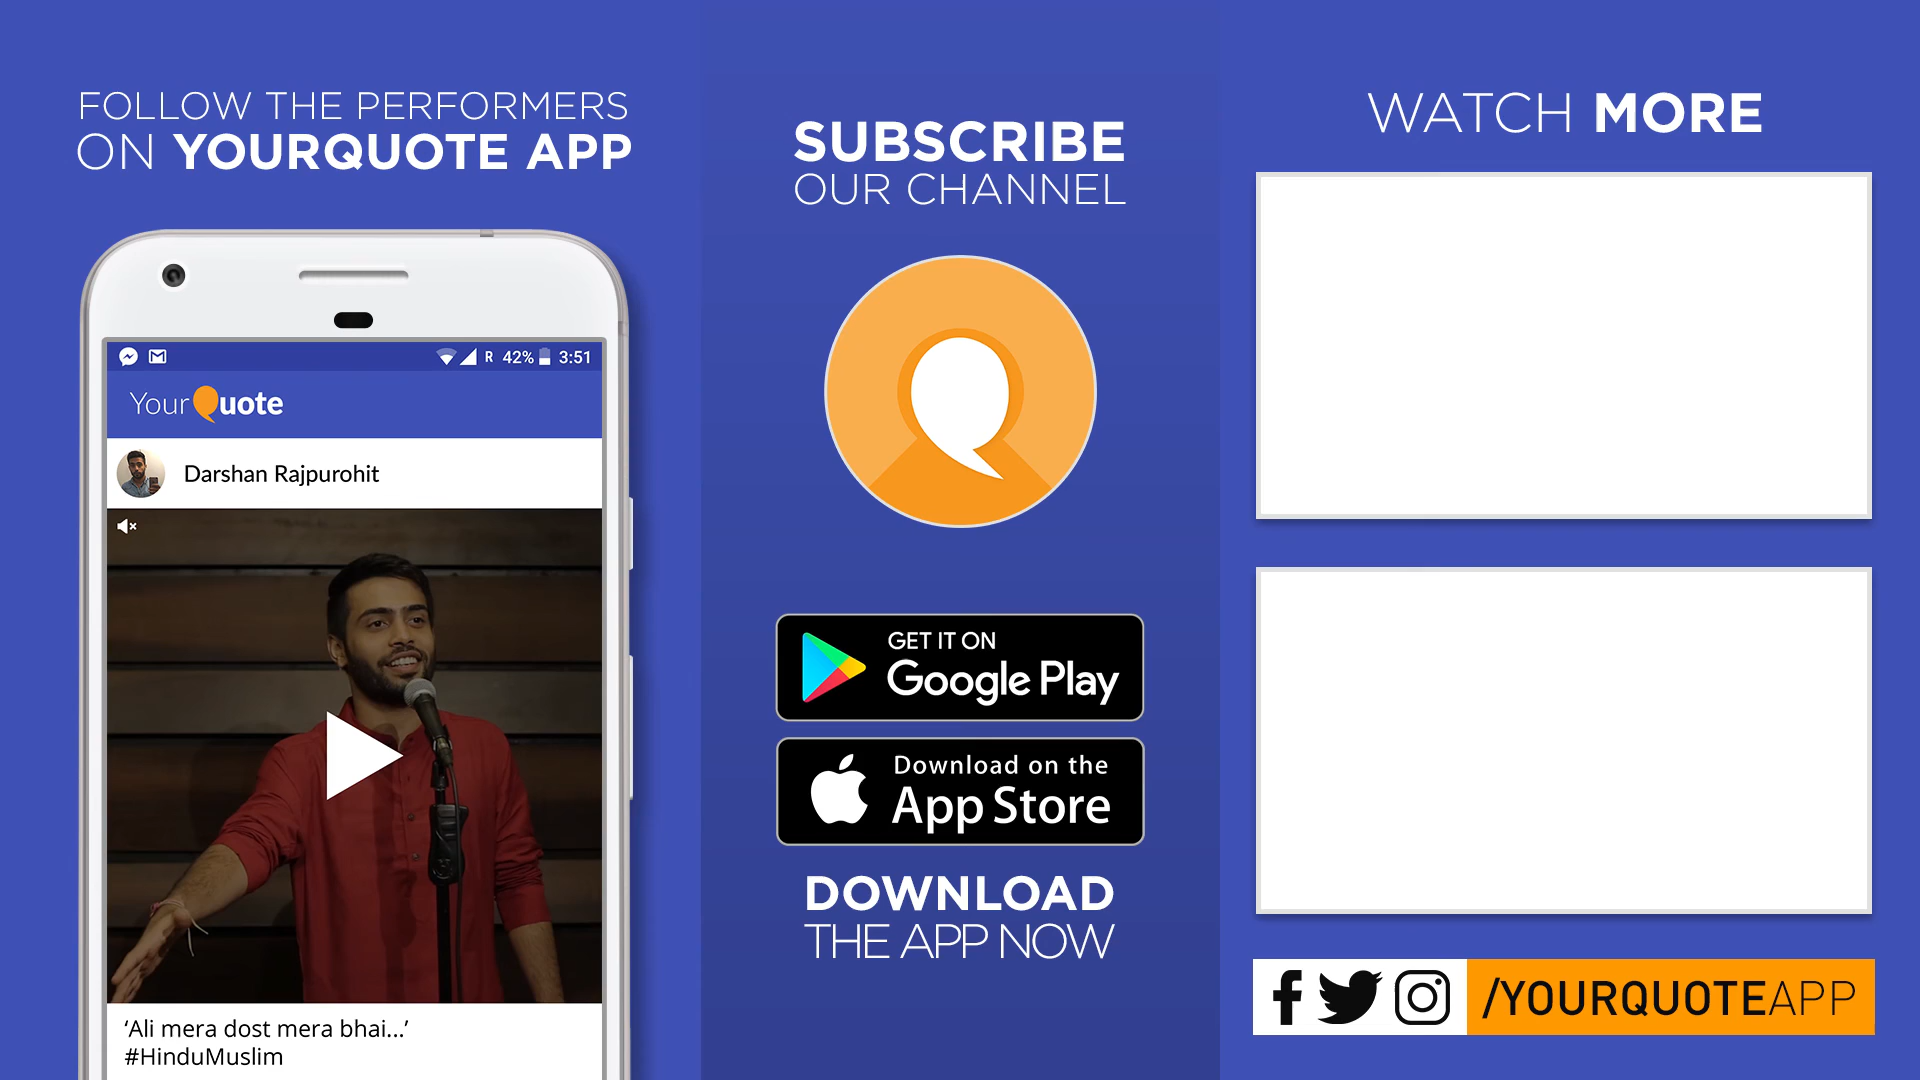 FOLLOW THE PERFORMERS
ON YOURQUOTE APP
R 42% 3:51
YourQuote
Darshan Rajpurohit
‘Ali mera dost mera bhai...’
#HinduMuslim
SUBSCRIBE
OUR CHANNEL
GET IT ON
Google Play
Download on the
App Store
DOWNLOAD
THE APP NOW
WATCH MORE
/YOURQUOTEAPP